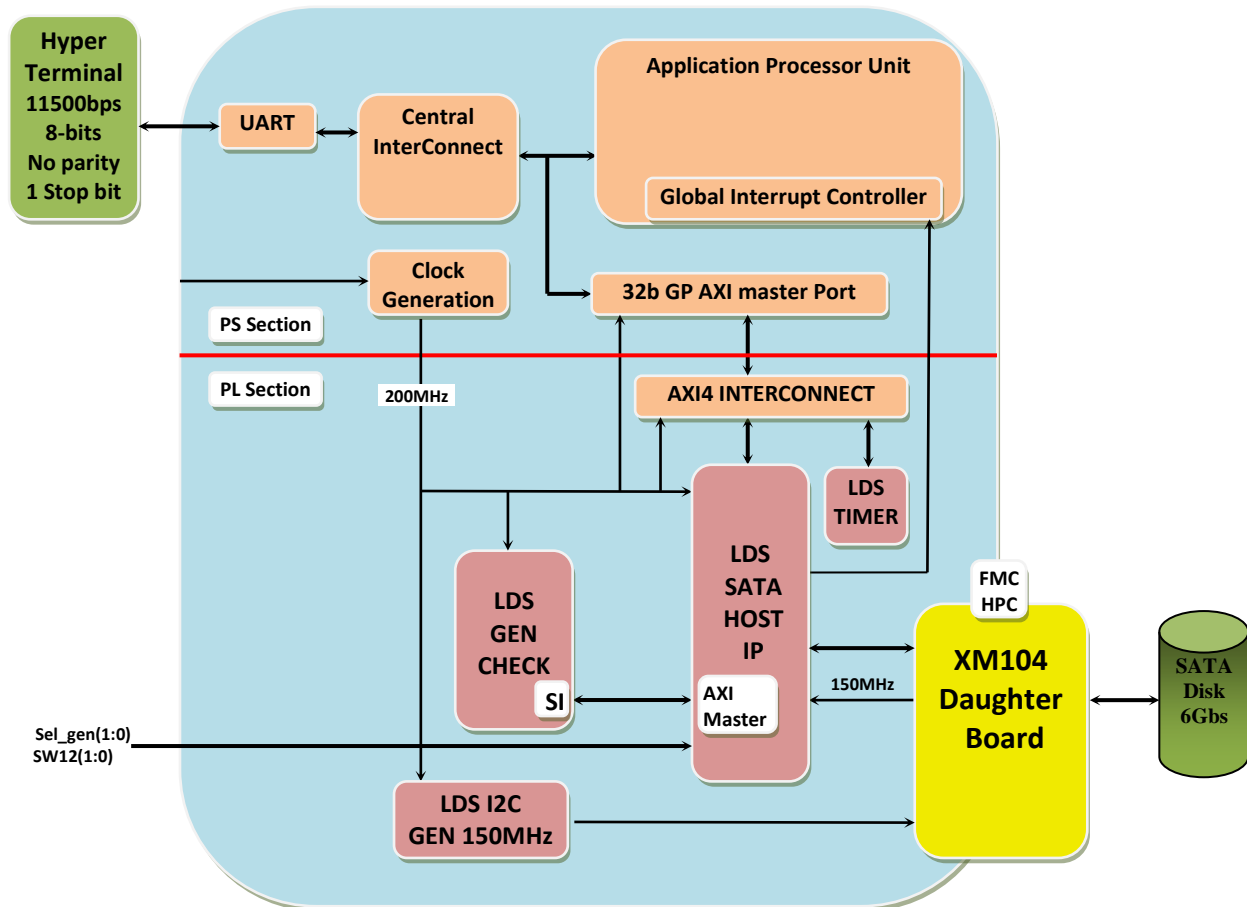 Hyper
Terminal
11500bps
8-bits
No parity
1 Stop bit
UART
Central
InterConnect
Application Processor Unit
Global Interrupt Controller
Clock
Generation
32b GP AXI master Port
PS Section
PL Section
200MHz
AXI4 INTERCONNECT
LDS
TIMER
LDS
GEN
CHECK
SI
LDS
SATA
HOST
IP
AXI
Master
150MHz
FMC
HPC
XM104
Daughter
Board
SATA
Disk
6Gbs
Sel_gen(1:0)
SW12(1:0)
LDS I2C
GEN 150MHz